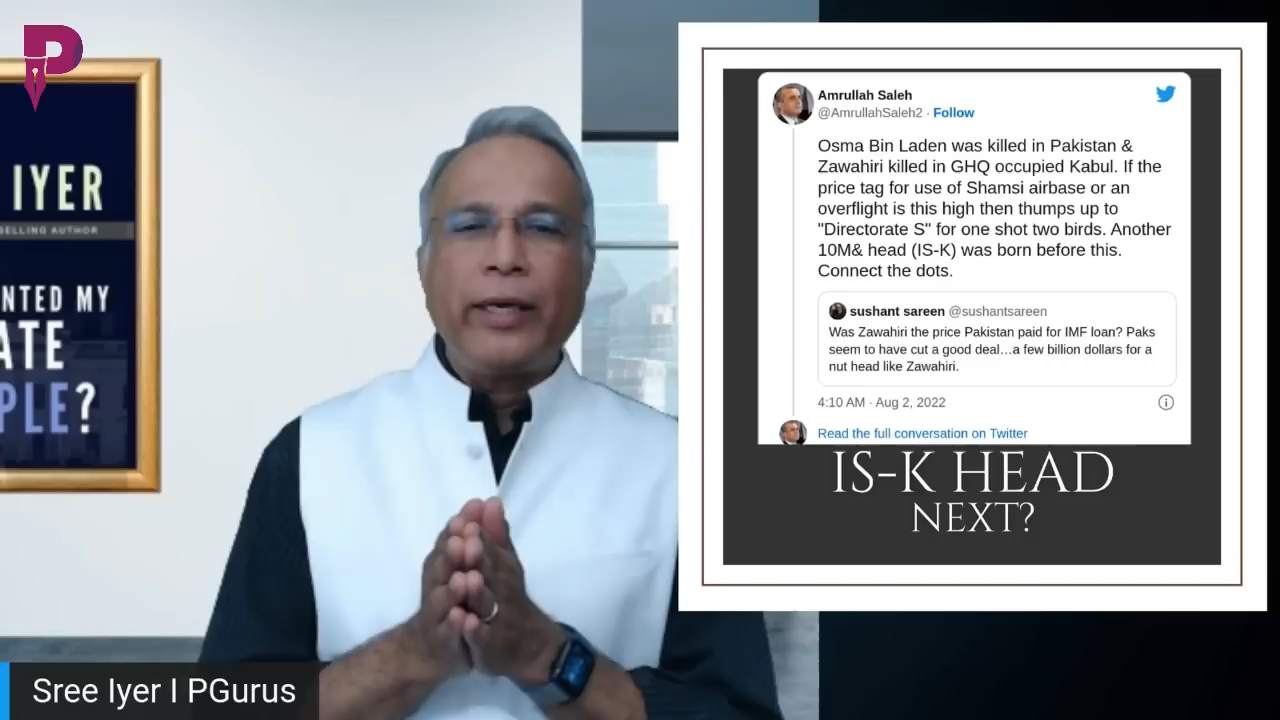 IYER
SELLING AUTHOR
NTED MY
ATE
PLE?
Amrullah Saleh
@AmrullahSaleh2 · Follow
Osma Bin Laden was killed in Pakistan &
Zawahiri killed in GHQ occupied Kabul. If the
price tag for use of Shamsi airbase or an
overflight is this high then thumps up to
"Directorate S" for one shot two birds. Another
10M& head (IS-K) was born before this.
Connect the dots.
sushant sareen @sushantsareen
Was Zawahiri the price Pakistan paid for IMF loan? Paks
seem to have cut a good deal...a few billion dollars for a
nut head like Zawahiri.
4:10 AM · Aug 2, 2022
Read the full conversation on Twitter
IS-K HEAD
NEXT?
Sree Iyer l PGurus